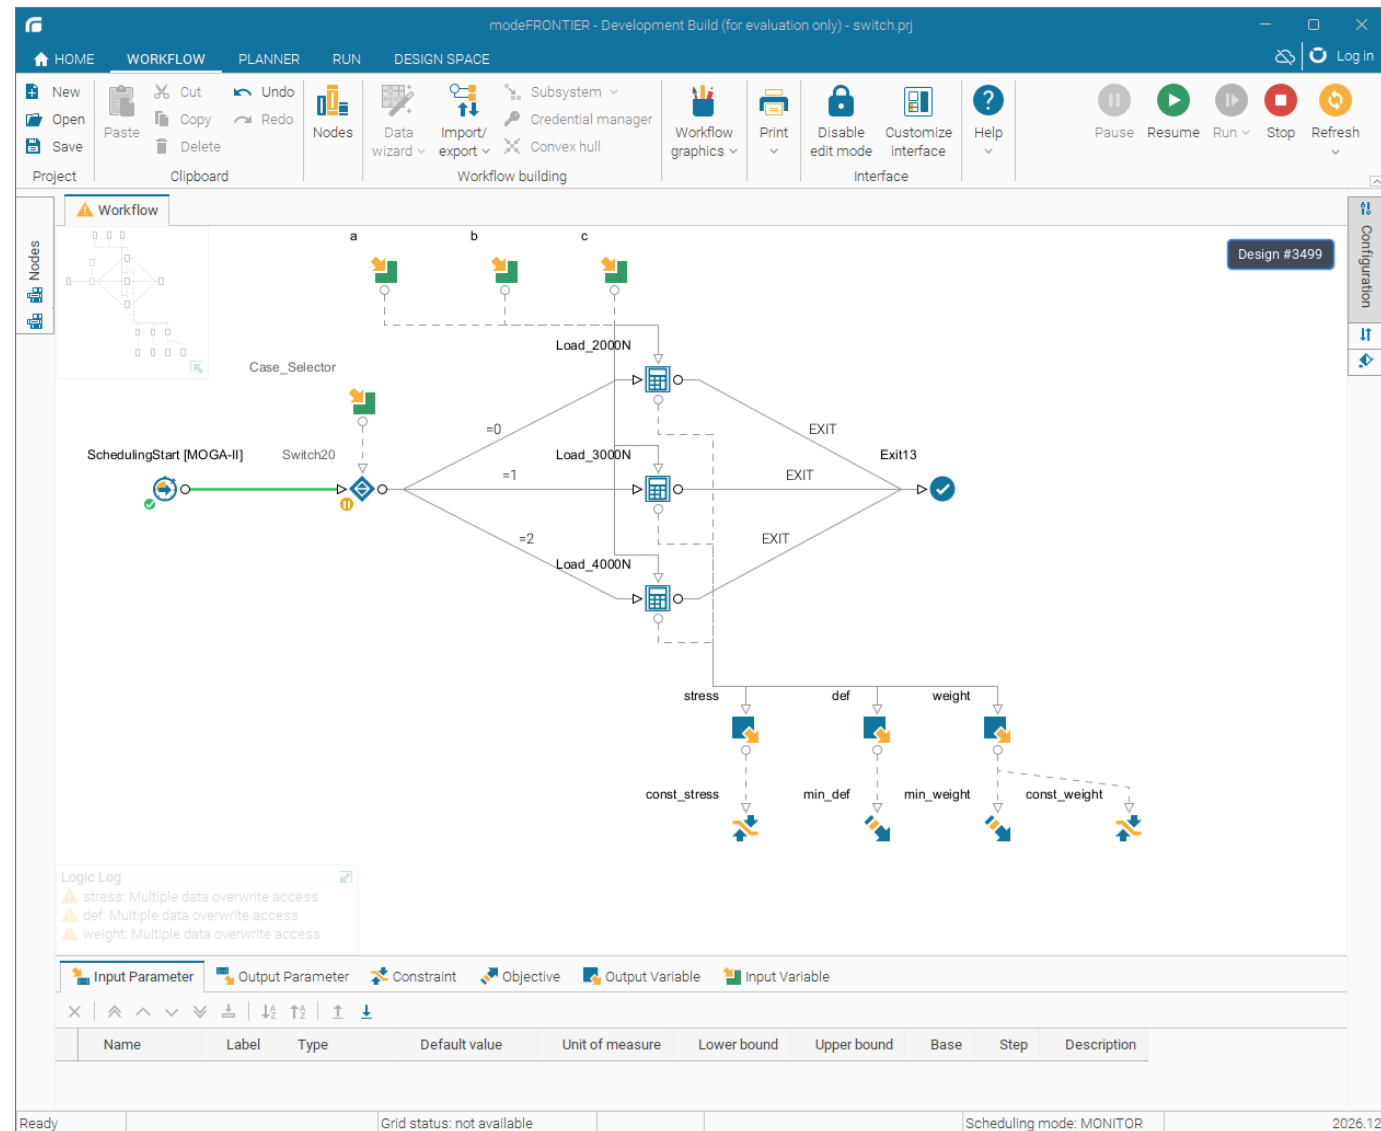 modeFRONTIER - Development Build (for evaluation only) - switch.prj
HOME WORKFLOW PLANNER RUN DESIGN SPACE Log in
New Cut Undo Subsystem
Open Copy Redo Credential manager
Save Delete Convex hull
Paste Nodes Data wizard Import/ export Workflow graphics Print Disable edit mode Customize interface Help Pause Resume Run Stop Refresh
Project Clipboard Workflow building Interface
Workflow
Nodes
Configuration
a b c
Design #3499
Load_2000N
Case_Selector
=0 EXIT
SchedulingStart [MOGA-II] Switch20 Load_3000N Exit13
=1 EXIT
=2 EXIT
Load_4000N
stress def weight
const_stress min_def min_weight const_weight
Logic Log
stress: Multiple data overwrite access
def: Multiple data overwrite access
weight: Multiple data overwrite access
Input Parameter Output Parameter Constraint Objective Output Variable Input Variable
Name Label Type Default value Unit of measure Lower bound Upper bound Base Step Description
Ready Grid status: not available Scheduling mode: MONITOR 2026.12